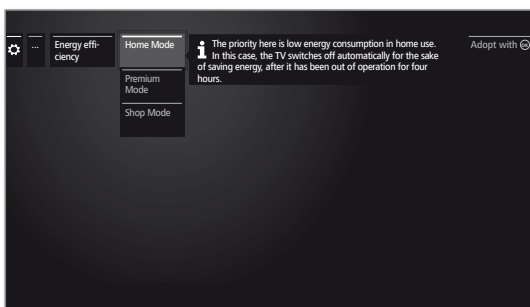 ...
Energy effi-
ciency
Home Mode
Premium
Mode
Shop Mode
The priority here is low energy consumption in home use.
In this case, the TV switches off automatically for the sake
of saving energy, after it has been out of operation for four
hours.
Adopt with OK